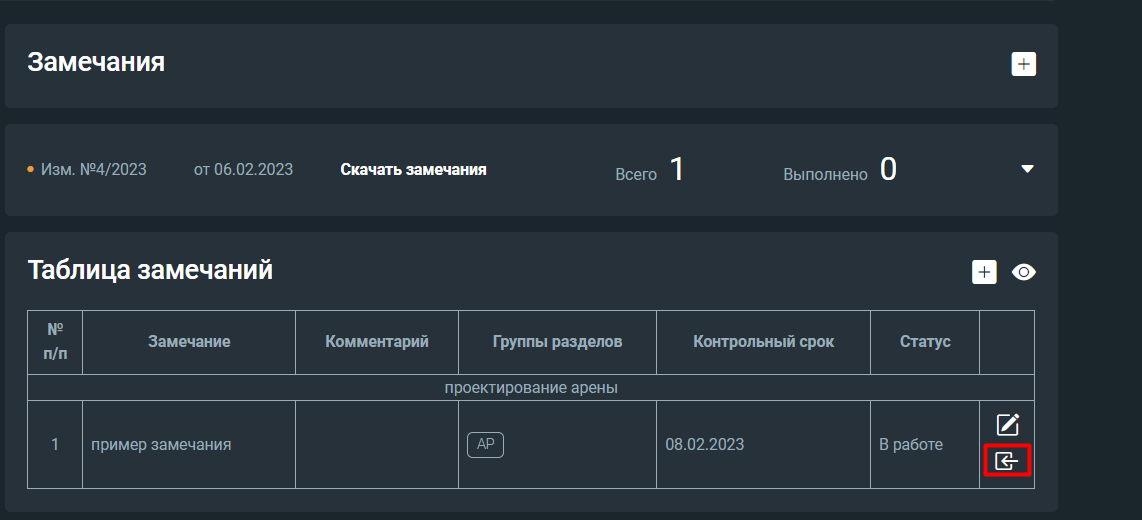 Замечания
Изм. №4/2023 от 06.02.2023 Скачать замечания Всего 1 Выполнено 0
Таблица замечаний
№ п/п Замечание Комментарий Группы разделов Контрольный срок Статус
проектирование арены
1 пример замечания АР 08.02.2023 В работе